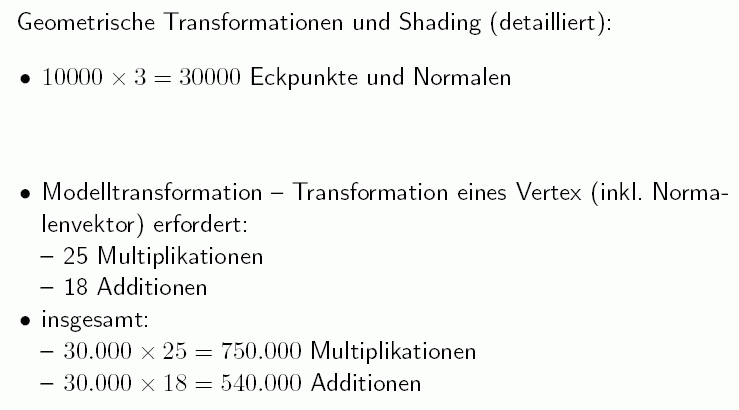 Geometrische Transformationen und Shading (detailliert):
• 10000 × 3 = 30000 Eckpunkte und Normalen
• Modelltransformation – Transformation eines Vertex (inkl. Norma-
lenvektor) erfordert:
– 25 Multiplikationen
– 18 Additionen
• insgesamt:
– 30.000 × 25 = 750.000 Multiplikationen
– 30.000 × 18 = 540.000 Additionen